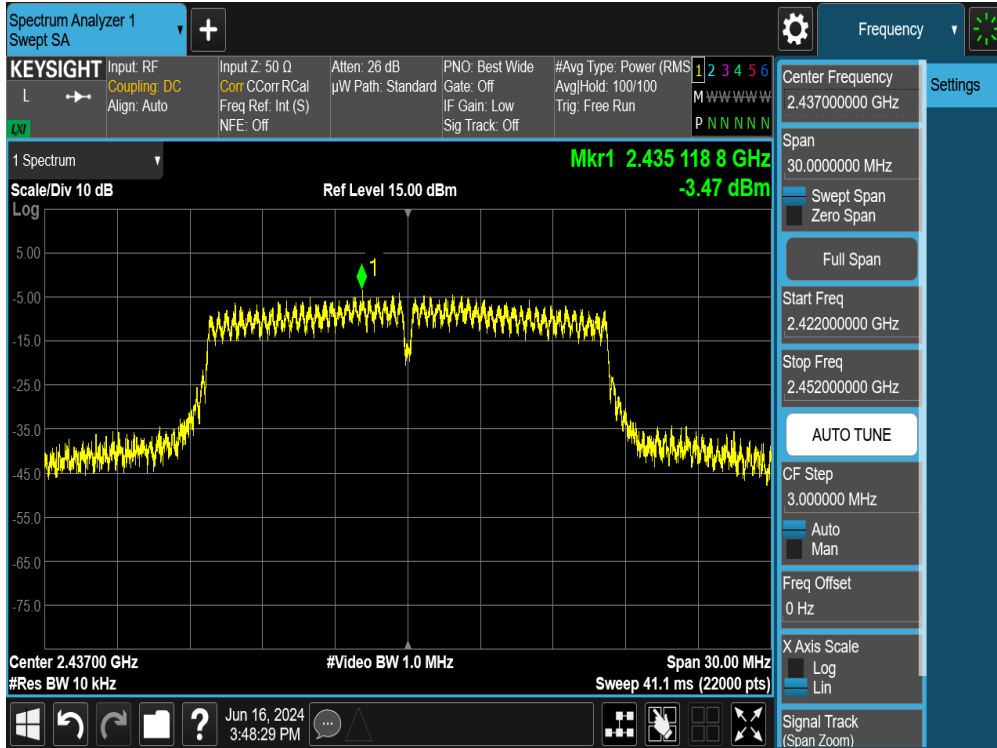 Spectrum Analyzer 1
Swept SA
+
Frequency
KEYSIGHT
L
LXI
Input: RF
Coupling: DC
Align: Auto
Input Z: 50 Ω
Corr CCorr RCal
Freq Ref: Int (S)
NFE: Off
Atten: 26 dB
µW Path: Standard
PNO: Best Wide
Gate: Off
IF Gain: Low
Sig Track: Off
#Avg Type: Power (RMS
Avg|Hold: 100/100
Trig: Free Run
1 2 3 4 5 6
M W W W W W
P N N N N N
1 Spectrum
Mkr1 2.435 118 8 GHz
Scale/Div 10 dB
Ref Level 15.00 dBm
-3.47 dBm
Log
1
5.00
-5.00
-15.0
-25.0
-35.0
-45.0
-55.0
-65.0
-75.0
Center 2.43700 GHz
#Video BW 1.0 MHz
Span 30.00 MHz
#Res BW 10 kHz
Sweep 41.1 ms (22000 pts)
?
Jun 16, 2024
3:48:29 PM
Center Frequency
2.437000000 GHz
Settings
Span
30.0000000 MHz
Swept Span
Zero Span
Full Span
Start Freq
2.422000000 GHz
Stop Freq
2.452000000 GHz
AUTO TUNE
CF Step
3.000000 MHz
Auto
Man
Freq Offset
0 Hz
X Axis Scale
Log
Lin
Signal Track
(Span Zoom)